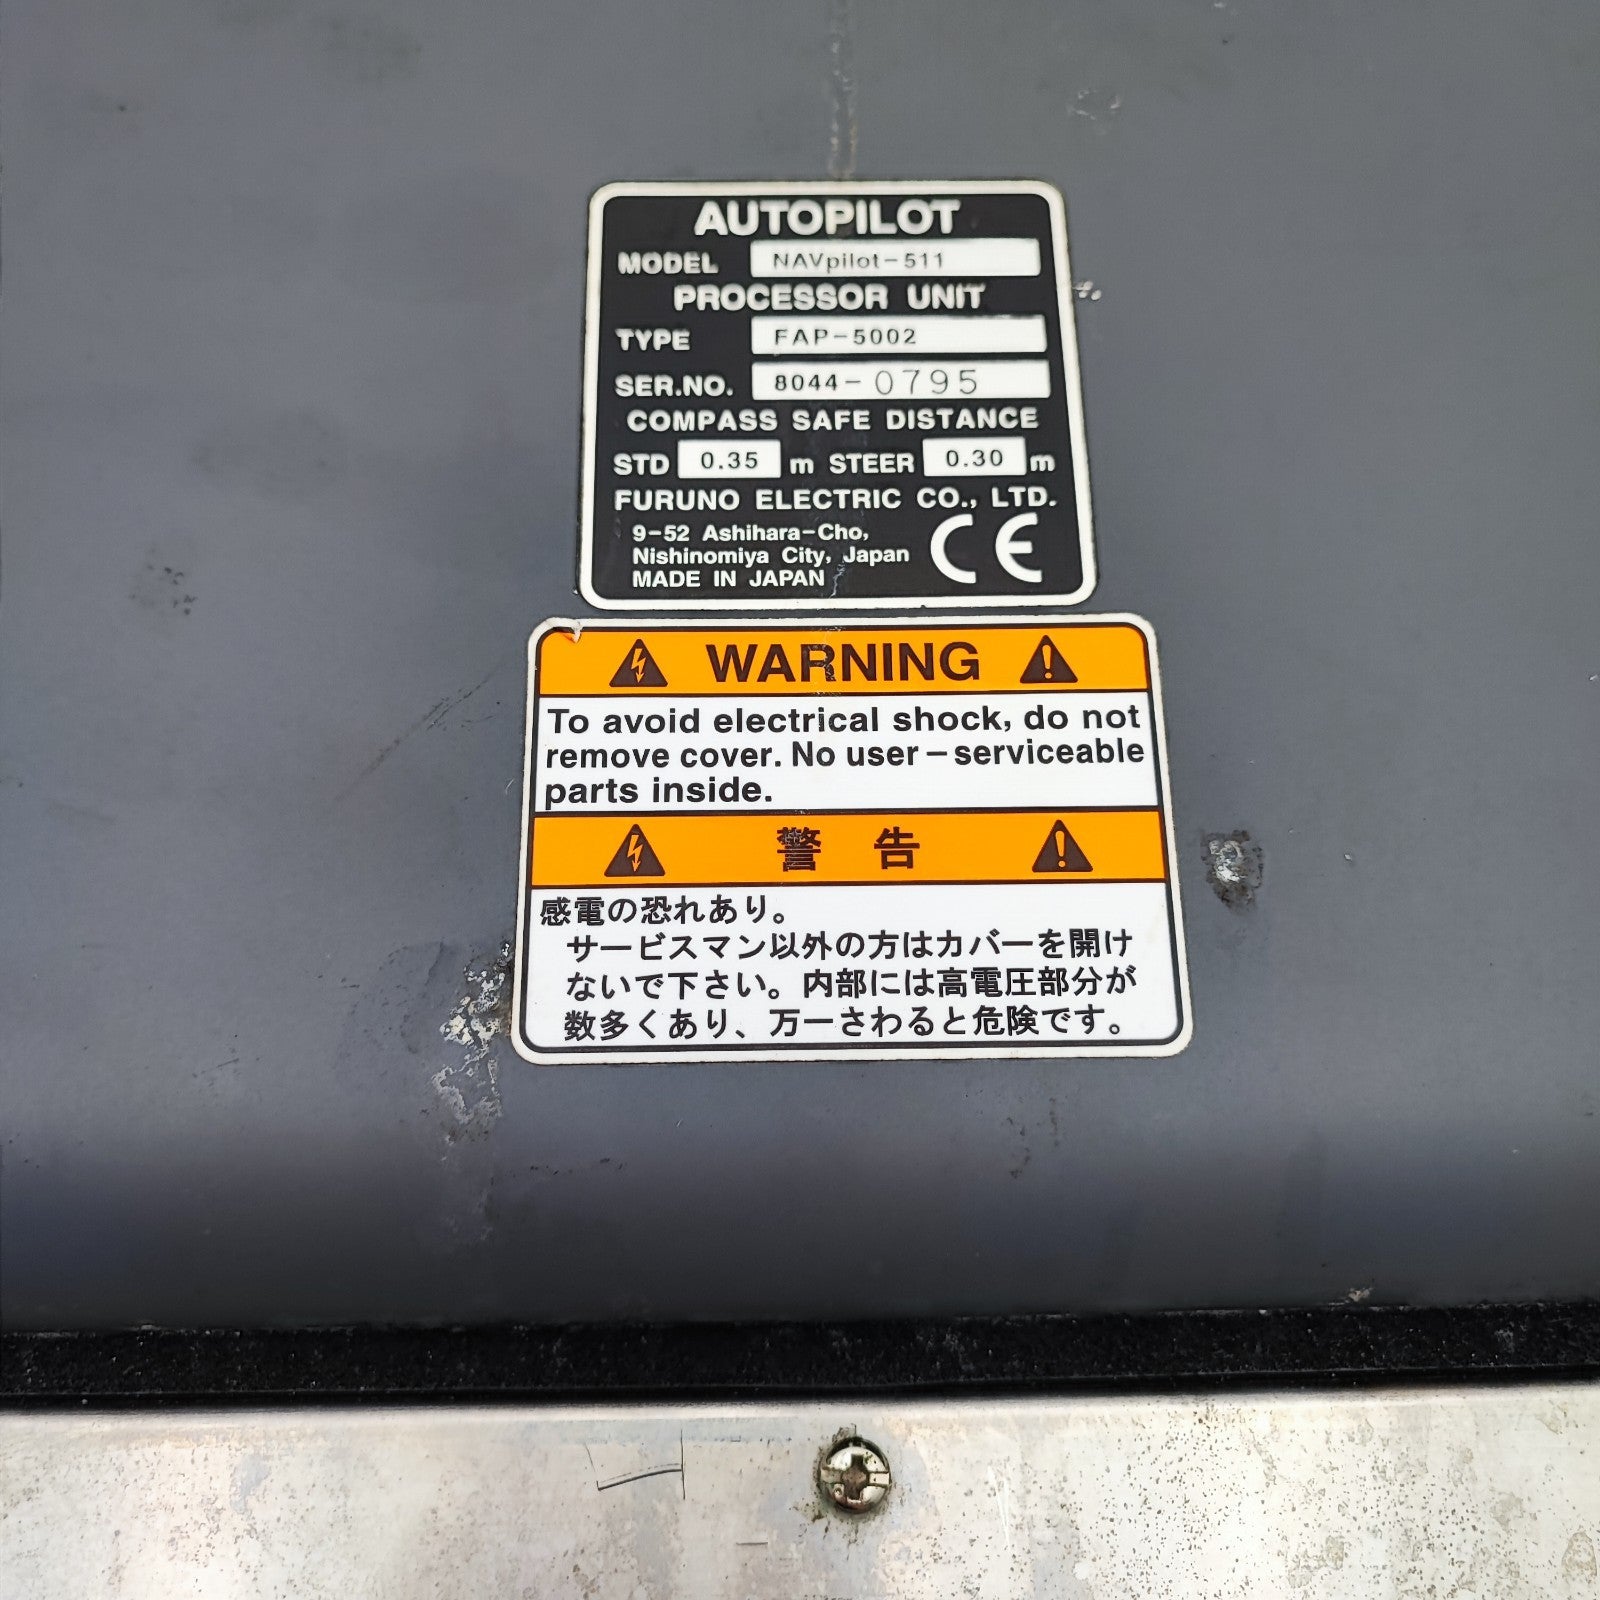 AUTOPILOT
MODEL NAVpilot-511
PROCESSOR UNIT
TYPE FAP-5002
SER.NO. 8044-0795
COMPASS SAFE DISTANCE
STD 0.35 m STEER 0.30 m
FURUNO ELECTRIC CO., LTD.
9-52 Ashihara-Cho,
Nishinomiya City, Japan
MADE IN JAPAN
CE
WARNING
To avoid electrical shock, do not
remove cover. No user-serviceable
parts inside.
警告
感電の恐れあり。
サービスマン以外の方はカバーを開け
ないで下さい。内部には高電圧部分が
数多くあり、万一さわると危険です。